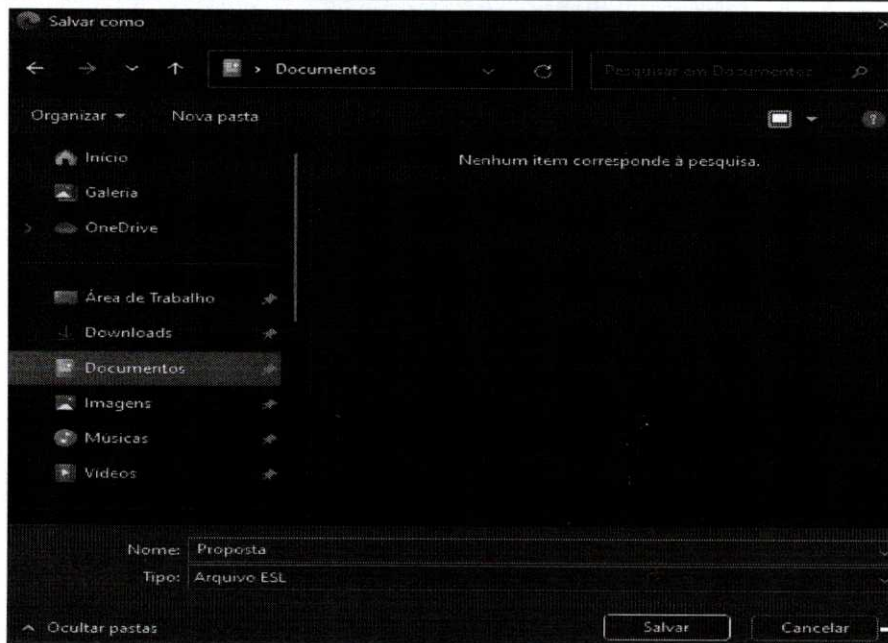 Salvar como
Documentos
Pesquisar em Documentos
Organizar
Nova pasta
Início
Nenhum item corresponde à pesquisa.
Galeria
OneDrive
Área de Trabalho
Downloads
Documentos
Imagens
Músicas
Vídeos
Nome: Proposta
Tipo: Arquivo ESL
Ocultar pastas
Salvar
Cancelar